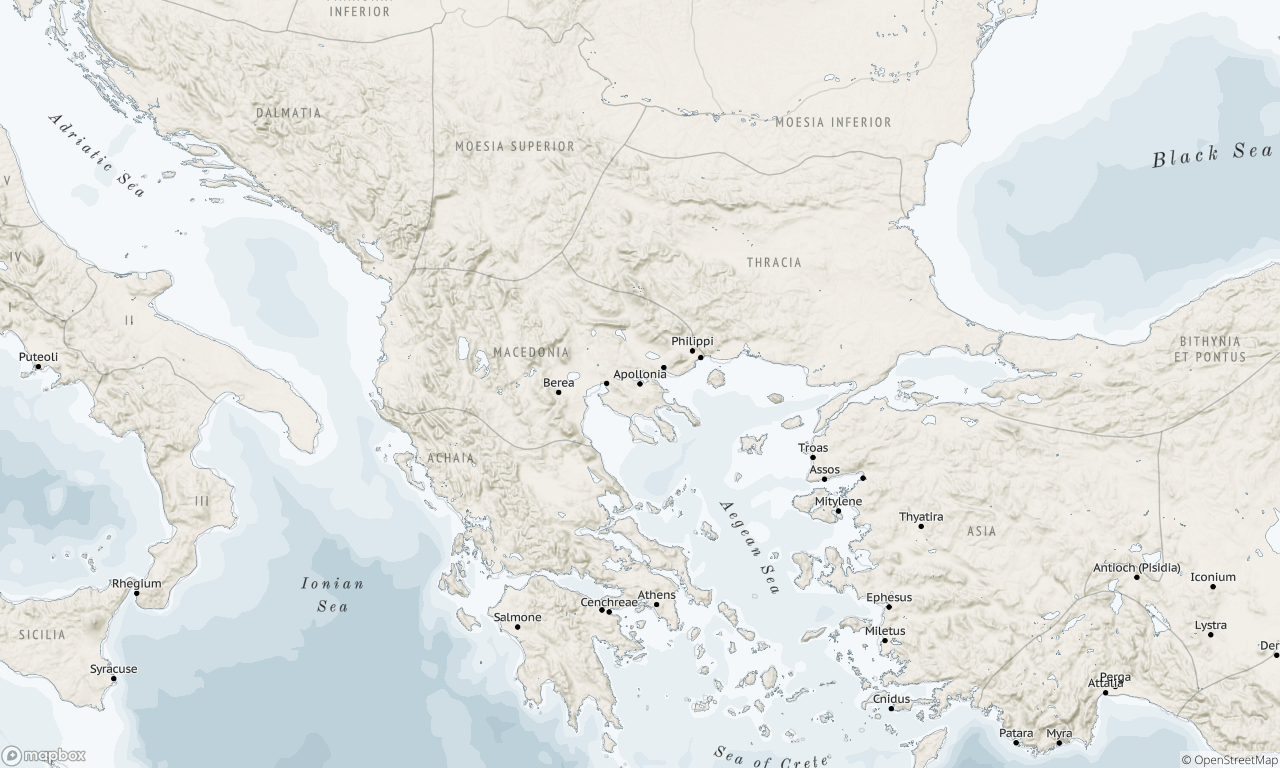 INFERIOR
DALMATIA
MOESIA SUPERIOR
MOESIA INFERIOR
Adriatic Sea
Black Sea
V
IV
I
II
THRACIA
Puteoli
Philippi
MACEDONIA
Apollonia
Berea
BITHYNIA
ET PONTUS
ACHAIA
Troas
Assos
Mitylene
III
Aegean Sea
Thyatira
ASIA
Antioch (Pisidia)
Iconium
Rhegium
Ionian
Sea
Salmone
Cenchreae
Athens
Ephesus
Miletus
Lystra
Der
SICILIA
Syracuse
Perga
Attalia
Cnidus
Patara
Myra
Sea of Crete
mapbox
© OpenStreetMap